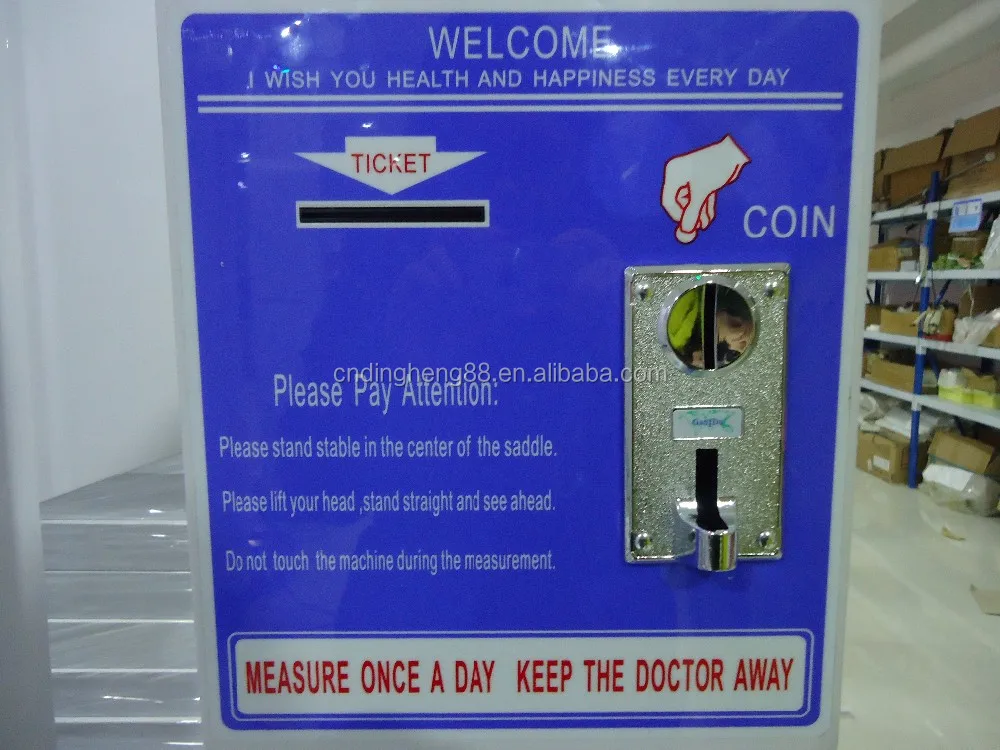 WELCOME
I WISH YOU HEALTH AND HAPPINESS EVERY DAY
TICKET
COIN
cndingheng88.en.alibaba.com
Please Pay Attention:
Please stand stable in the center of the saddle.
Please lift your head ,stand straight and see ahead.
Do not touch the machine during the measurement.
MEASURE ONCE A DAY KEEP THE DOCTOR AWAY